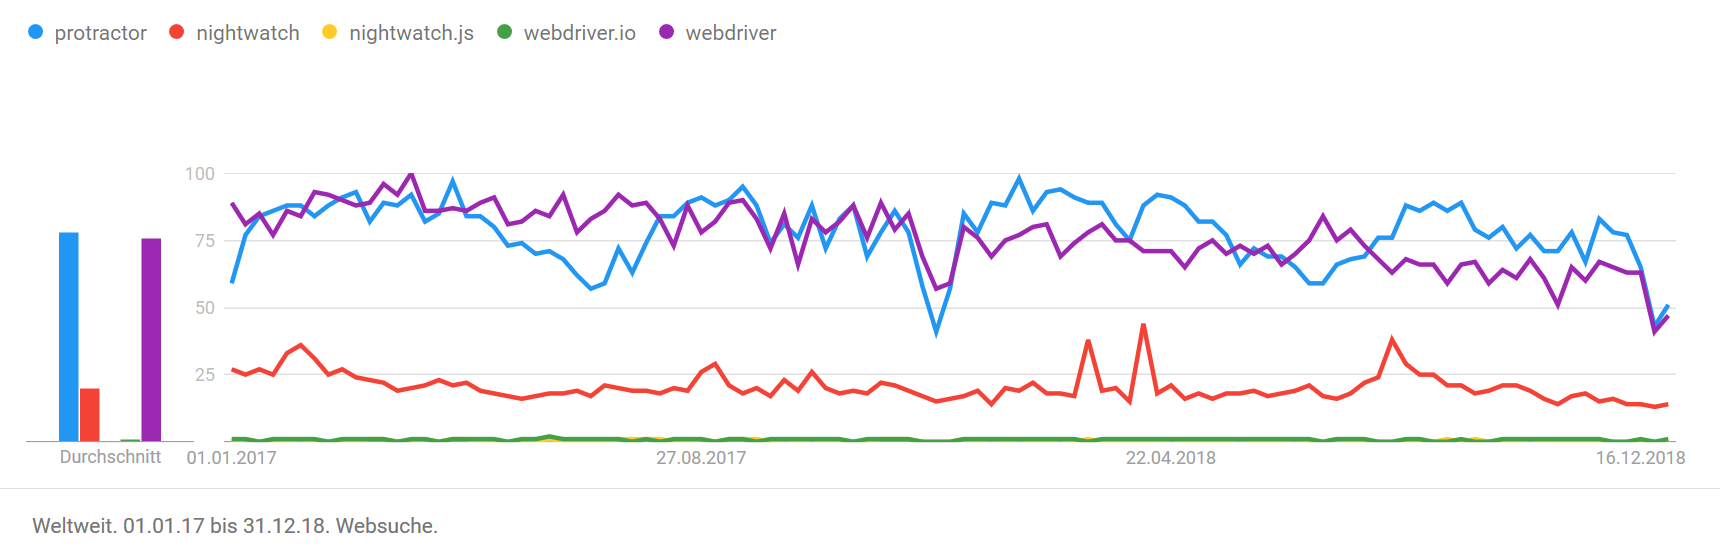 protractor nightwatch nightwatch.js webdriver.io webdriver
100
75
50
25
Durchschnitt 01.01.2017 27.08.2017 22.04.2018 16.12.2018
Weltweit. 01.01.17 bis 31.12.18. Websuche.